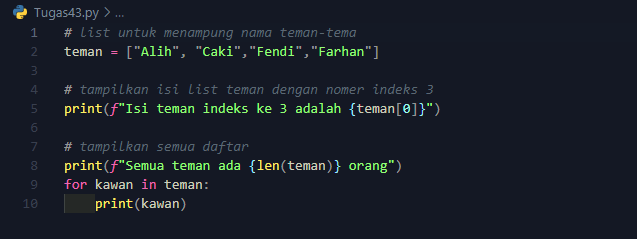 Tugas43.py > ...
1 # list untuk menampung nama teman-tema
2 teman = ["Alih", "Caki","Fendi","Farhan"]
3
4 # tampilkan isi list teman dengan nomer indeks 3
5 print(f"Isi teman indeks ke 3 adalah {teman[0]}")
6
7 # tampilkan semua daftar
8 print(f"Semua teman ada {len(teman)} orang")
9 for kawan in teman:
10     print(kawan)